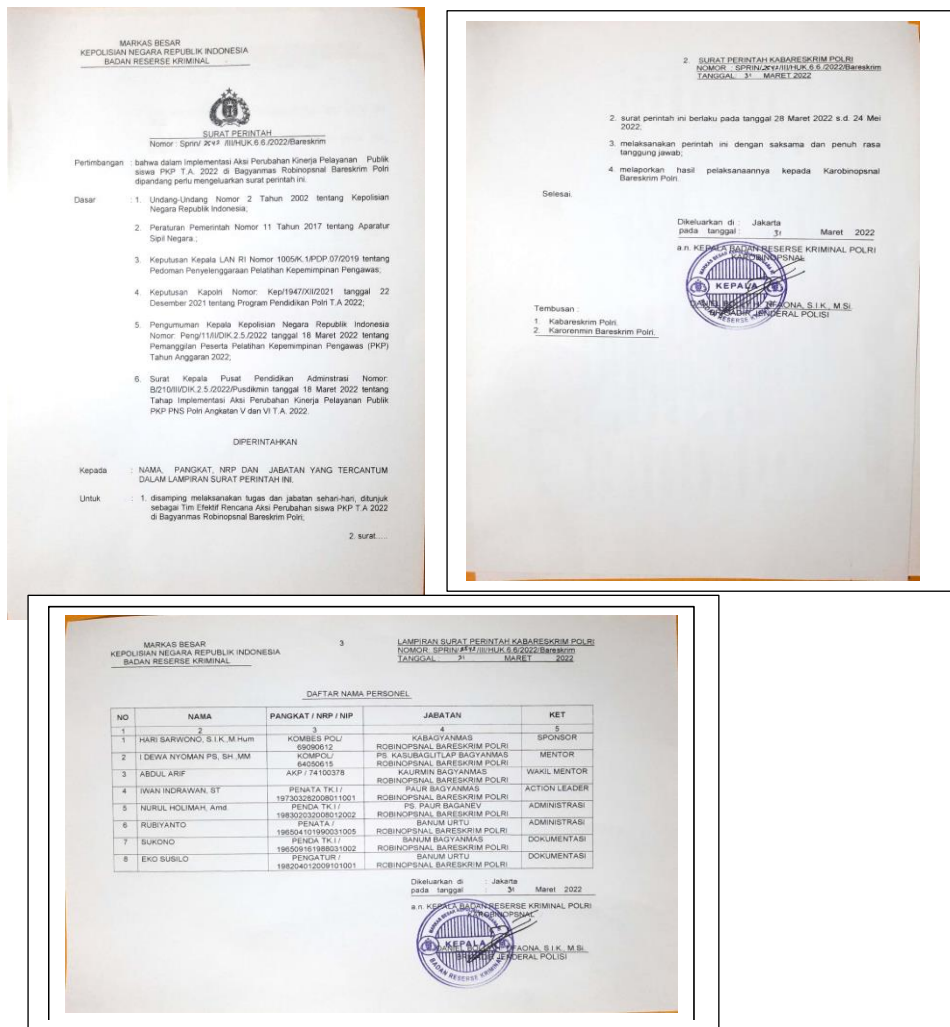 MARKAS BESAR
KEPOLISIAN NEGARA REPUBLIK INDONESIA
BADAN RESERSE KRIMINAL
SURAT PERINTAH
Nomor : Sprin/ /III/HUK.6.6./2022/Bareskrim
Pertimbangan : bahwa dalam Implementasi Aksi Perubahan Kinerja Pelayanan Publik
siswa PKP T.A. 2022 di Bagyanmas Robinopsnal Bareskrim Polri
dipandang perlu mengeluarkan surat perintah ini.
Dasar : 1. Undang-Undang Nomor 2 Tahun 2002 tentang Kepolisian
Negara Republik Indonesia;
2. Peraturan Pemerintah Nomor 11 Tahun 2017 tentang Aparatur
Sipil Negara.;
3. Keputusan Kepala LAN RI Nomor 1005/K.1/PDP.07/2019 tentang
Pedoman Penyelenggaraan Pelatihan Kepemimpinan Pengawas;
4. Keputusan Kapolri Nomor: Kep/1947/XII/2021 tanggal 22
Desember 2021 tentang Program Pendidikan Polri T.A 2022;
5. Pengumuman Kepala Kepolisian Negara Republik Indonesia
Nomor: Peng/11/II/DIK.2.5./2022 tanggal 16 Maret 2022 tentang
Pemanggilan Peserta Pelatihan Kepemimpinan Pengawas (PKP)
Tahun Anggaran 2022;
6. Surat Kepala Pusat Pendidikan Adminstrasi Nomor:
B/210/III/DIK.2.5./2022/Pusdikmin tanggal 18 Maret 2022 tentang
Tahap Implementasi Aksi Perubahan Kinerja Pelayanan Publik
PKP PNS Polri Angkatan V dan VI T.A. 2022.
DIPERINTAHKAN
Kepada : NAMA, PANGKAT, NRP DAN JABATAN YANG TERCANTUM
DALAM LAMPIRAN SURAT PERINTAH INI.
Untuk : 1. disamping melaksanakan tugas dan jabatan sehari-hari, ditunjuk
sebagai Tim Efektif Rencana Aksi Perubahan siswa PKP T.A 2022
di Bagyanmas Robinopsnal Bareskrim Polri;
2. surat.....
2. SURAT PERINTAH KABARESKRIM POLRI
NOMOR : SPRIN/ /III/HUK.6.6./2022/Bareskrim
TANGGAL: 31 MARET 2022
2. surat perintah ini berlaku pada tanggal 28 Maret 2022 s.d. 24 Mei
2022;
3. melaksanakan perintah ini dengan saksama dan penuh rasa
tanggung jawab;
4. melaporkan hasil pelaksanaannya kepada Karobinopsnal
Bareskrim Polri.
Selesai.
Dikeluarkan di : Jakarta
pada tanggal : 31 Maret 2022
a.n. KEPALA BADAN RESERSE KRIMINAL POLRI
KAROBINOPSNAL
KEPALA
DANIEL
BRIGADIR JENDERAL POLISI
Tembusan :
1. Kabareskrim Polri.
2. Karorenmin Bareskrim Polri.
MARKAS BESAR
KEPOLISIAN NEGARA REPUBLIK INDONESIA
BADAN RESERSE KRIMINAL
3
LAMPIRAN SURAT PERINTAH KABARESKRIM POLRI
NOMOR: SPRIN/ /III/HUK.6.6/2022/Bareskrim
TANGGAL 31 MARET 2022
DAFTAR NAMA PERSONEL
NO NAMA PANGKAT / NRP / NIP JABATAN KET
1 2 3 4 5
1 HARI SARWONO, S.I.K.,M.Hum KOMBES POL/ 69090612 KABAGYANMAS ROBINOPSNAL BARESKRIM POLRI SPONSOR
2 I DEWA NYOMAN PS, SH.,MM KOMPOL/ 64050615 PS. KASUBAGLITLAP BAGYANMAS ROBINOPSNAL BARESKRIM POLRI MENTOR
3 ABDUL ARIF AKP / 74100378 KAURMIN BAGYANMAS ROBINOPSNAL BARESKRIM POLRI WAKIL MENTOR
4 IWAN INDRAWAN, ST PENATA TK.I / 197303282008011001 PAUR BAGYANMAS ROBINOPSNAL BARESKRIM POLRI ACTION LEADER
5 NURUL HOLIMAH, Amd. PENDA TK.I / 198302032008012002 PS. PAUR BAGANEV ROBINOPSNAL BARESKRIM POLRI ADMINISTRASI
6 RUBIYANTO PENATA / 196504101990031005 BANUM URTU ROBINOPSNAL BARESKRIM POLRI ADMINISTRASI
7 SUKONO PENDA TK.I / 196509161988031002 BANUM BAGYANMAS ROBINOPSNAL BARESKRIM POLRI DOKUMENTASI
8 EKO SUSILO PENGATUR / 198204012009101001 BANUM URTU ROBINOPSNAL BARESKRIM POLRI DOKUMENTASI
Dikeluarkan di : Jakarta
pada tanggal : 31 Maret 2022
a.n. KEPALA BADAN RESERSE KRIMINAL POLRI
KAROBINOPSNAL
KEPALA
BADAN RESERSE KRIMINAL
DANIEL S.I.K., M.Si.
BRIGADIR JENDERAL POLISI